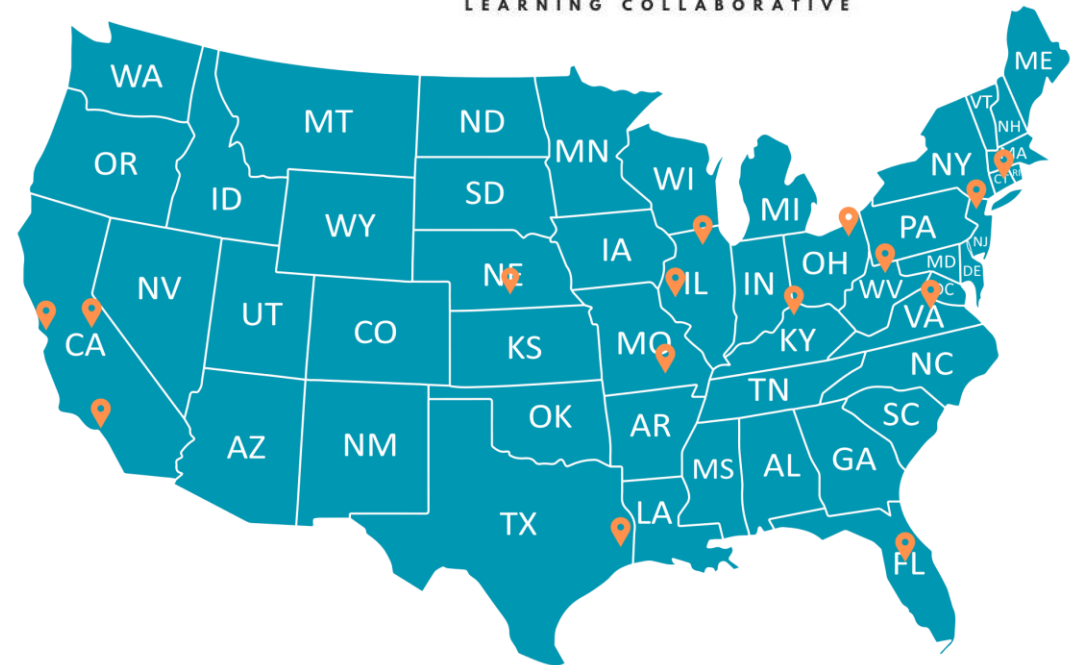 LEARNING COLLABORATIVE
ME
WA
VT
MT
ND
NH
MN
MA
OR
NY
WI
RI
CT
SD
ID
MI
WY
PA
NJ
IA
OH
MD
DE
NE
NV
IL
IN
WV
DC
UT
VA
CO
CA
KS
MO
KY
NC
TN
OK
SC
AR
AZ
NM
GA
MS
AL
LA
TX
FL